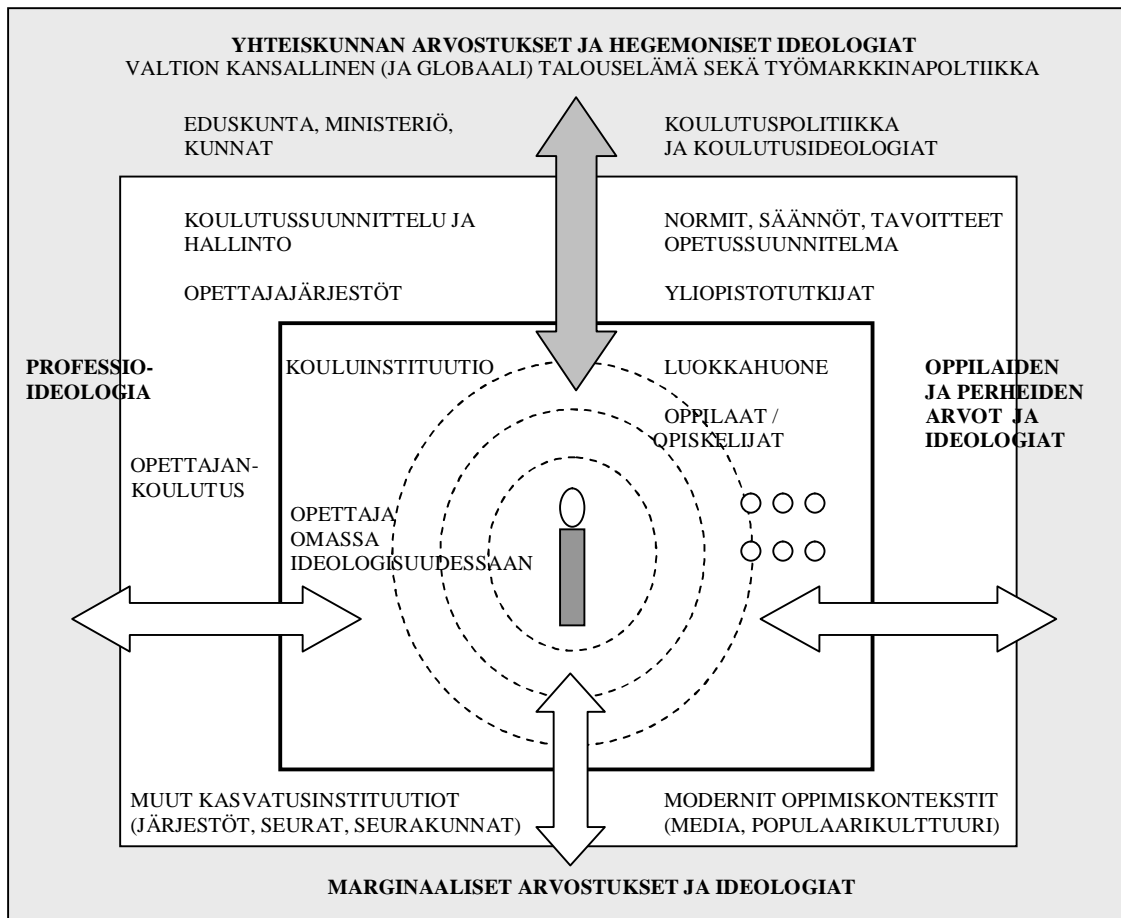 YHTEISKUNNAN ARVOSTUKSET JA HEGEMONISET IDEOLOGIAT
VALTION KANSALLINEN (JA GLOBAALI) TALOUSELÄMÄ SEKÄ TYÖMARKKINAPOLTIIKKA
EDUSKUNTA, MINISTERIÖ,
KUNNAT
KOULUTUSPOLITIIKKA
JA KOULUTUSIDEOLOGIAT
KOULUTUSSUUNNITTELU JA
HALLINTO
NORMIT, SÄÄNNÖT, TAVOITTEET
OPETUSSUUNNITELMA
OPETTAJAJÄRJESTÖT
YLIOPISTOTUTKIJAT
PROFESSIO-
IDEOLOGIA
KOULUINSTITUUTIO
LUOKKAHUONE
OPPILAIDEN
JA PERHEIDEN
ARVOT JA
IDEOLOGIAT
OPPILAAT /
OPISKELIJAT
OPETTAJAN-
KOULUTUS
OPETTAJA
OMASSA
IDEOLOGISUUDESSAAN
MUUT KASVATUSINSTITUUTIOT
(JÄRJESTÖT, SEURAT, SEURAKUNNAT)
MODERNIT OPPIMISKONTEKSTIT
(MEDIA, POPULAARIKULTTUURI)
MARGINAALISET ARVOSTUKSET JA IDEOLOGIAT